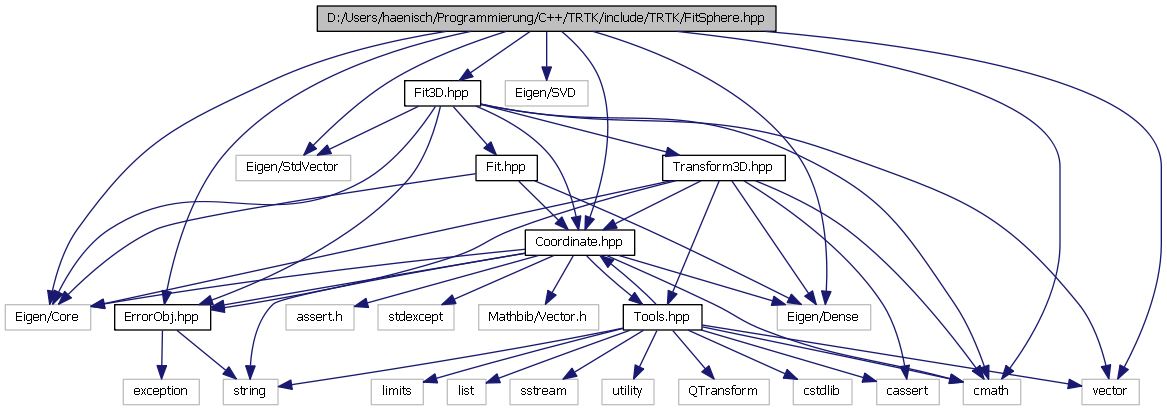 D:/Users/haenisch/Programmierung/C++/TRTK/include/TRTK/FitSphere.hpp
Fit3D.hpp
Eigen/SVD
Eigen/StdVector
Fit.hpp
Transform3D.hpp
Coordinate.hpp
Eigen/Core
ErrorObj.hpp
assert.h
stdexcept
Mathbib/Vector.h
Tools.hpp
Eigen/Dense
exception
string
limits
list
sstream
utility
QTransform
cstdlib
cassert
cmath
vector